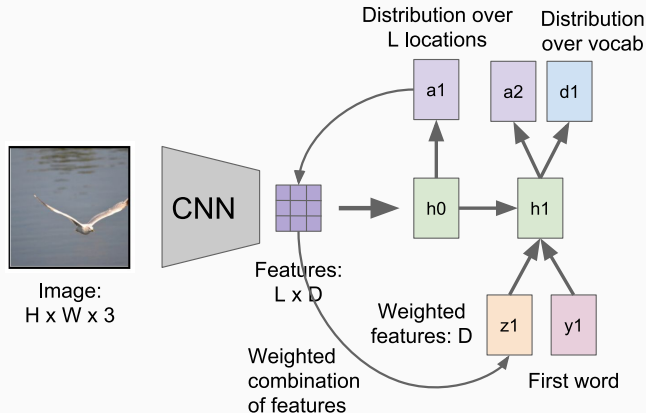 Distribution over
L locations
Distribution
over vocab
a1
a2
d1
CNN
h0
h1
Features:
L x D
Image:
H x W x 3
Weighted
features: D
z1
y1
Weighted
combination
of features
First word